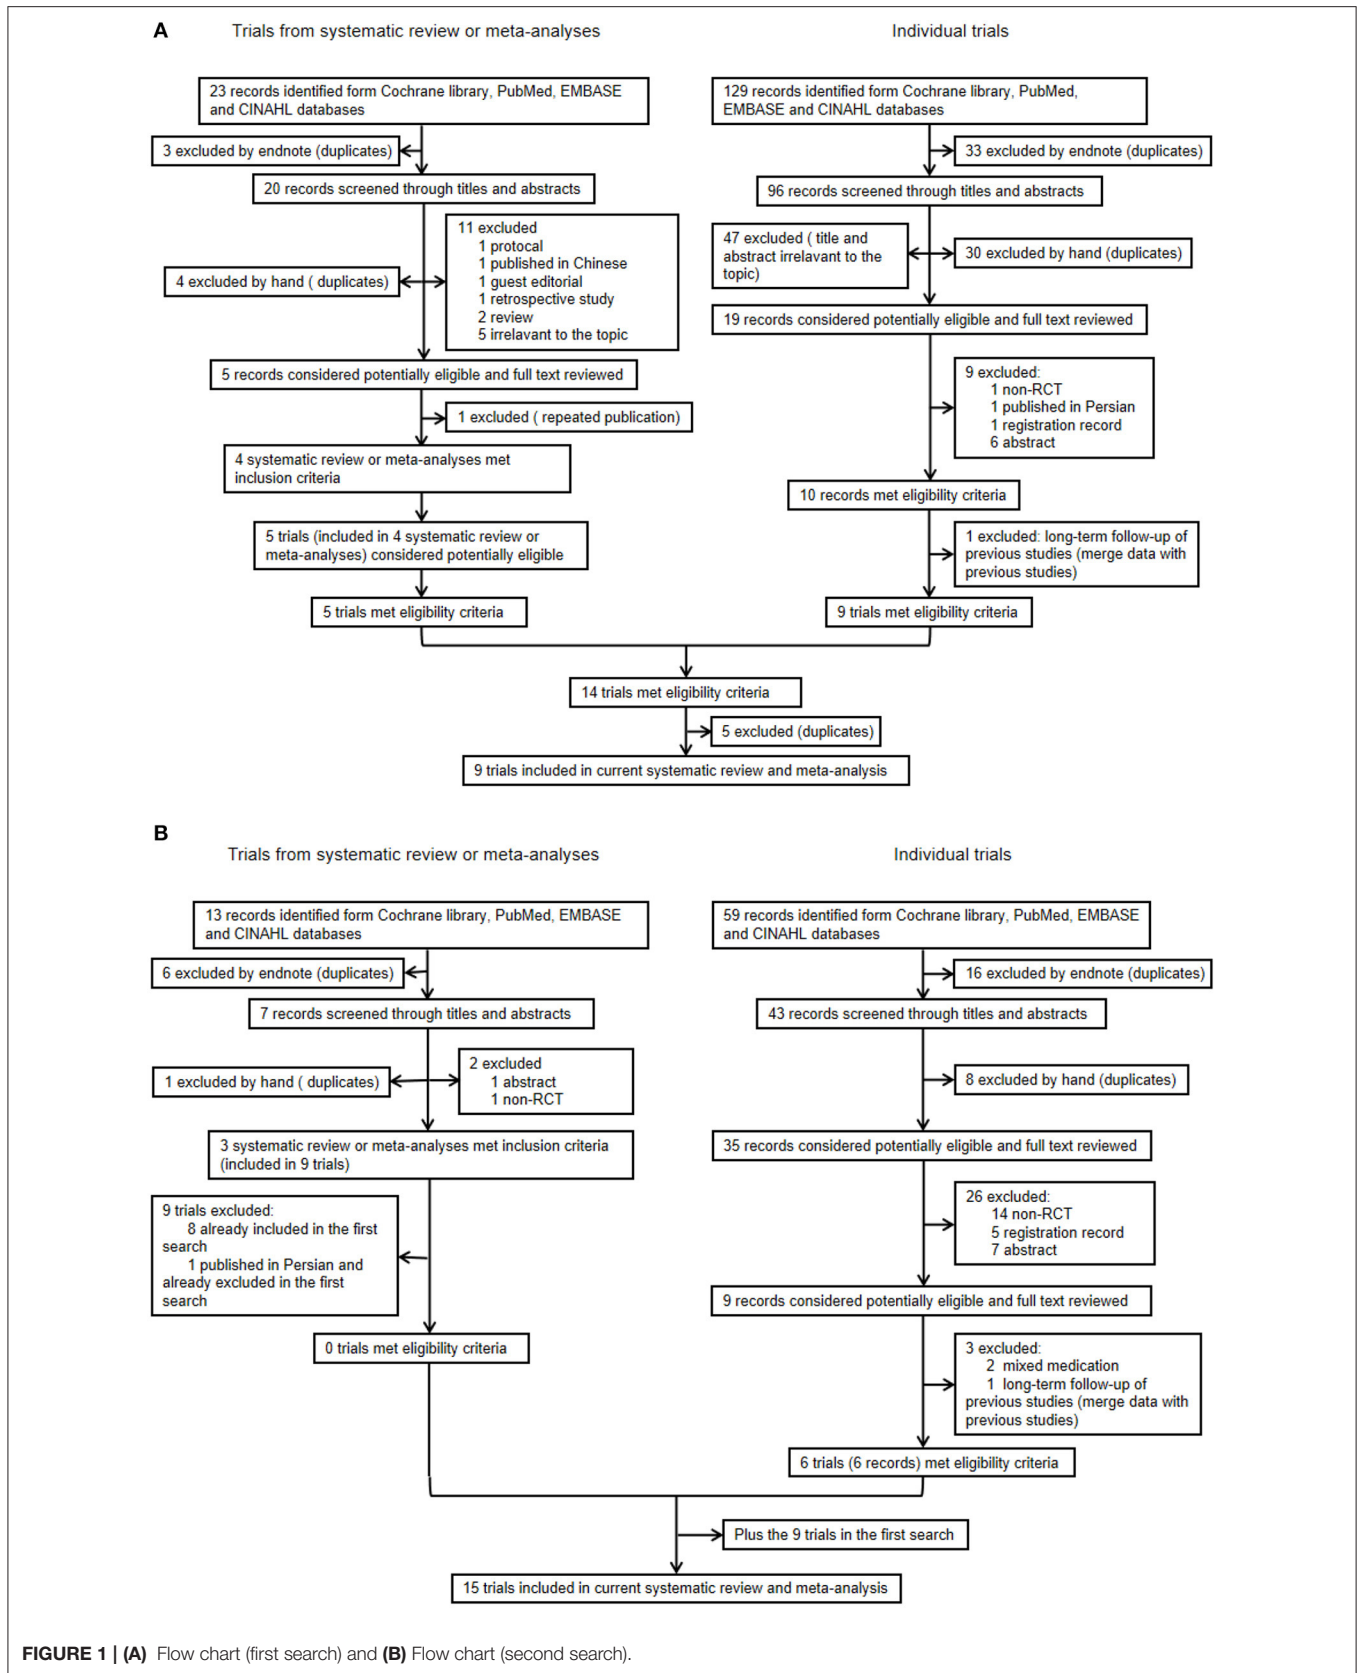 A
Trials from systematic review or meta-analyses
Individual trials
23 records identified form Cochrane library, PubMed, EMBASE
and CINAHL databases
129 records identified form Cochrane library, PubMed,
EMBASE and CINAHL databases
3 excluded by endnote (duplicates)
33 excluded by endnote (duplicates)
20 records screened through titles and abstracts
96 records screened through titles and abstracts
11 excluded
1 protocal
1 published in Chinese
1 guest editorial
1 retrospective study
2 review
5 irrelavant to the topic
4 excluded by hand ( duplicates)
47 excluded ( title and
abstract irrelavant to the
topic)
30 excluded by hand (duplicates)
19 records considered potentially eligible and full text reviewed
5 records considered potentially eligible and full text reviewed
9 excluded:
1 non-RCT
1 published in Persian
1 registration record
6 abstract
1 excluded ( repeated publication)
4 systematic review or meta-analyses met
inclusion criteria
10 records met eligibility criteria
5 trials (included in 4 systematic review or
meta-analyses) considered potentially eligible
1 excluded: long-term follow-up of
previous studies (merge data with
previous studies)
5 trials met eligibility criteria
9 trials met eligibility criteria
14 trials met eligibility criteria
5 excluded (duplicates)
9 trials included in current systematic review and meta-analysis
B
Trials from systematic review or meta-analyses
Individual trials
13 records identified form Cochrane library, PubMed, EMBASE
and CINAHL databases
59 records identified form Cochrane library, PubMed, EMBASE
and CINAHL databases
6 excluded by endnote (duplicates)
16 excluded by endnote (duplicates)
7 records screened through titles and abstracts
43 records screened through titles and abstracts
2 excluded
1 abstract
1 non-RCT
1 excluded by hand ( duplicates)
8 excluded by hand (duplicates)
3 systematic review or meta-analyses met inclusion criteria
(included in 9 trials)
35 records considered potentially eligible and full text reviewed
9 trials excluded:
8 already included in the first
search
1 published in Persian and
already excluded in the first
search
26 excluded:
14 non-RCT
5 registration record
7 abstract
9 records considered potentially eligible and full text reviewed
0 trials met eligibility criteria
3 excluded:
2 mixed medication
1 long-term follow-up of
previous studies (merge data with
previous studies)
6 trials (6 records) met eligibility criteria
Plus the 9 trials in the first search
15 trials included in current systematic review and meta-analysis
FIGURE 1 | (A) Flow chart (first search) and (B) Flow chart (second search).